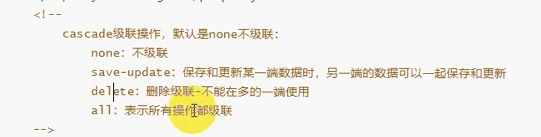 <!--
cascade级联操作，默认是none不级联：
none：不级联
save-update：保存和更新某一端数据时，另一端的数据可以一起保存和更新
delete：删除级联-不能在多的一端使用
all：表示所有操作都级联
-->